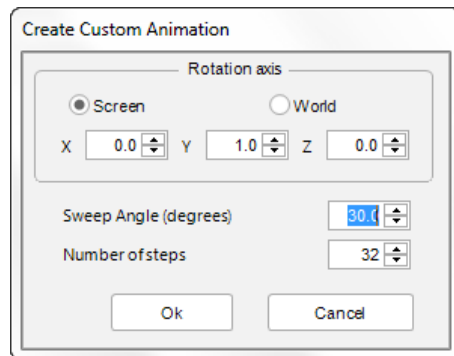 Create Custom Animation
Rotation axis
Screen World
X 0.0 Y 1.0 Z 0.0
Sweep Angle (degrees) 30.0
Number of steps 32
Ok Cancel